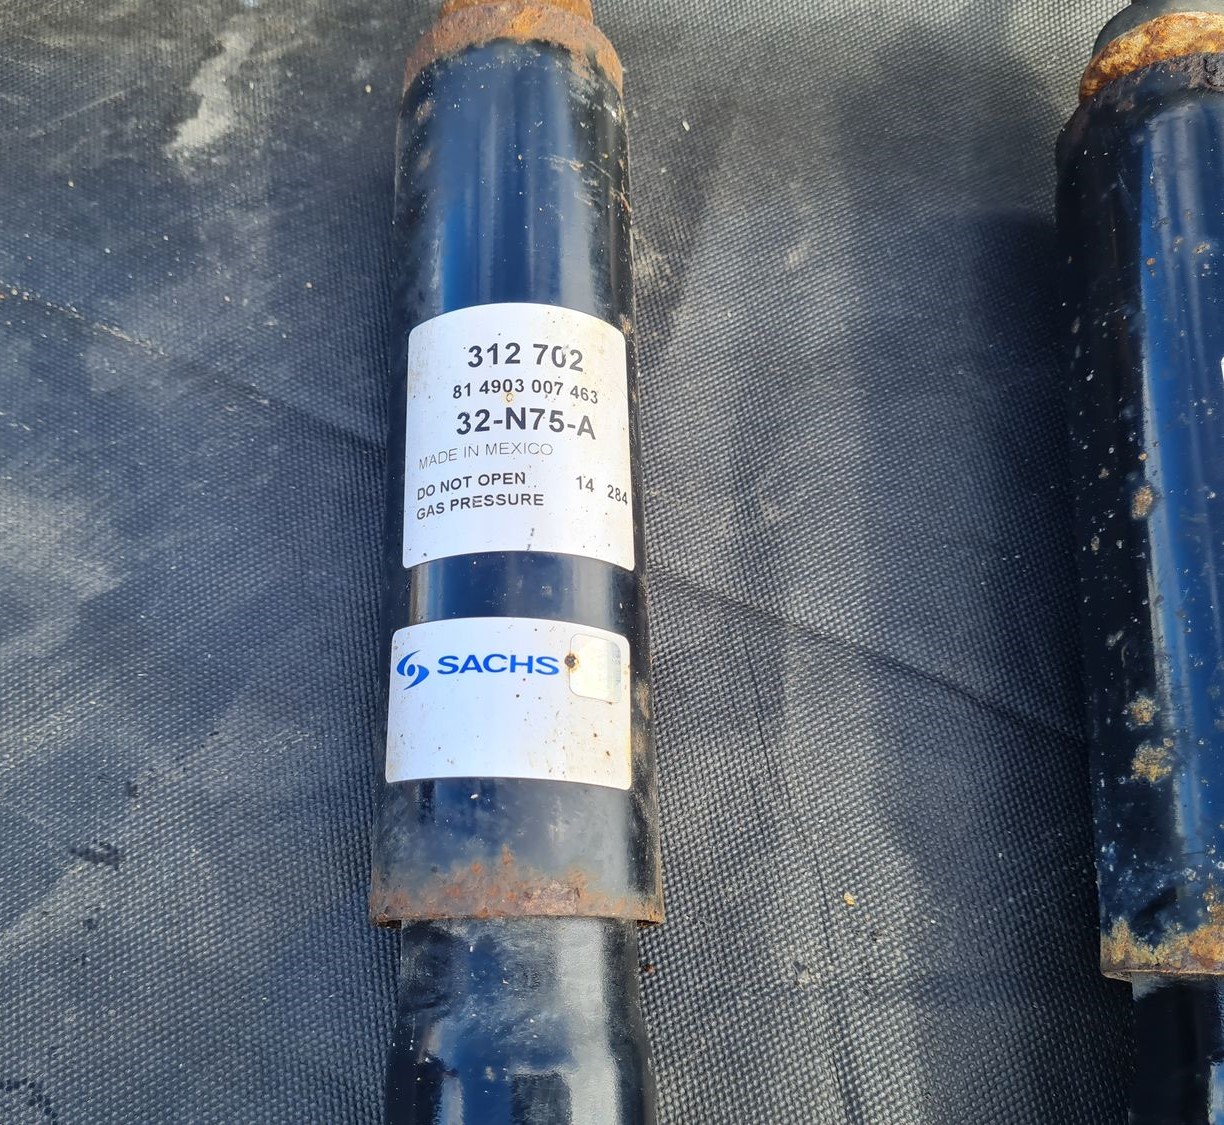 312 702
81 4903 007 463
32-N75-A
MADE IN MEXICO
DO NOT OPEN 14 284
GAS PRESSURE
SACHS